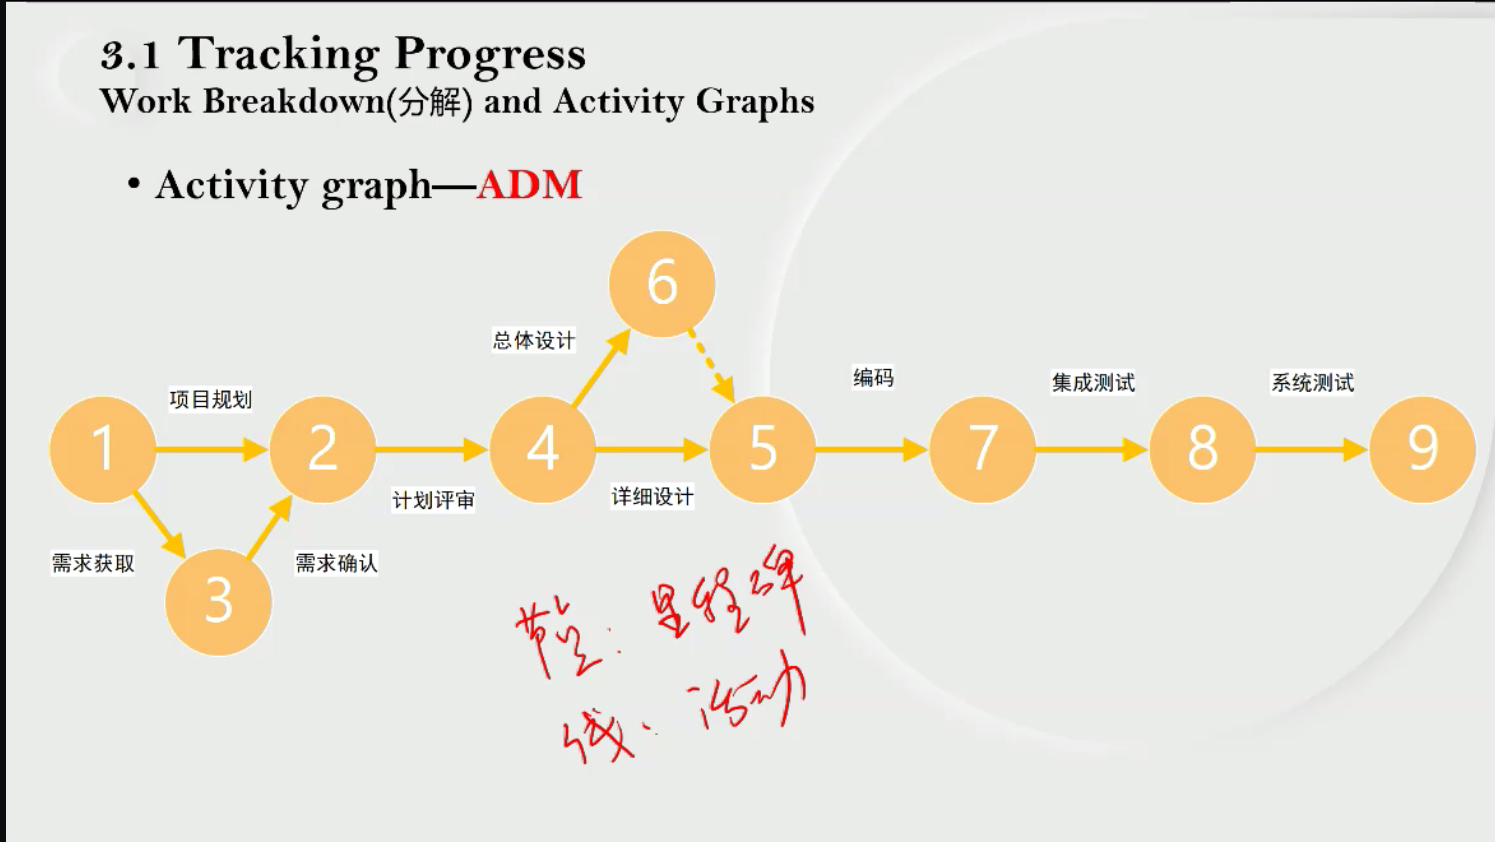 3.1 Tracking Progress
Work Breakdown(分解) and Activity Graphs
• Activity graph—ADM
6
总体设计
项目规划
编码
集成测试
系统测试
1
2
4
5
7
8
9
计划评审
详细设计
需求获取
3
需求确认
节点: 里程碑
线: 活动